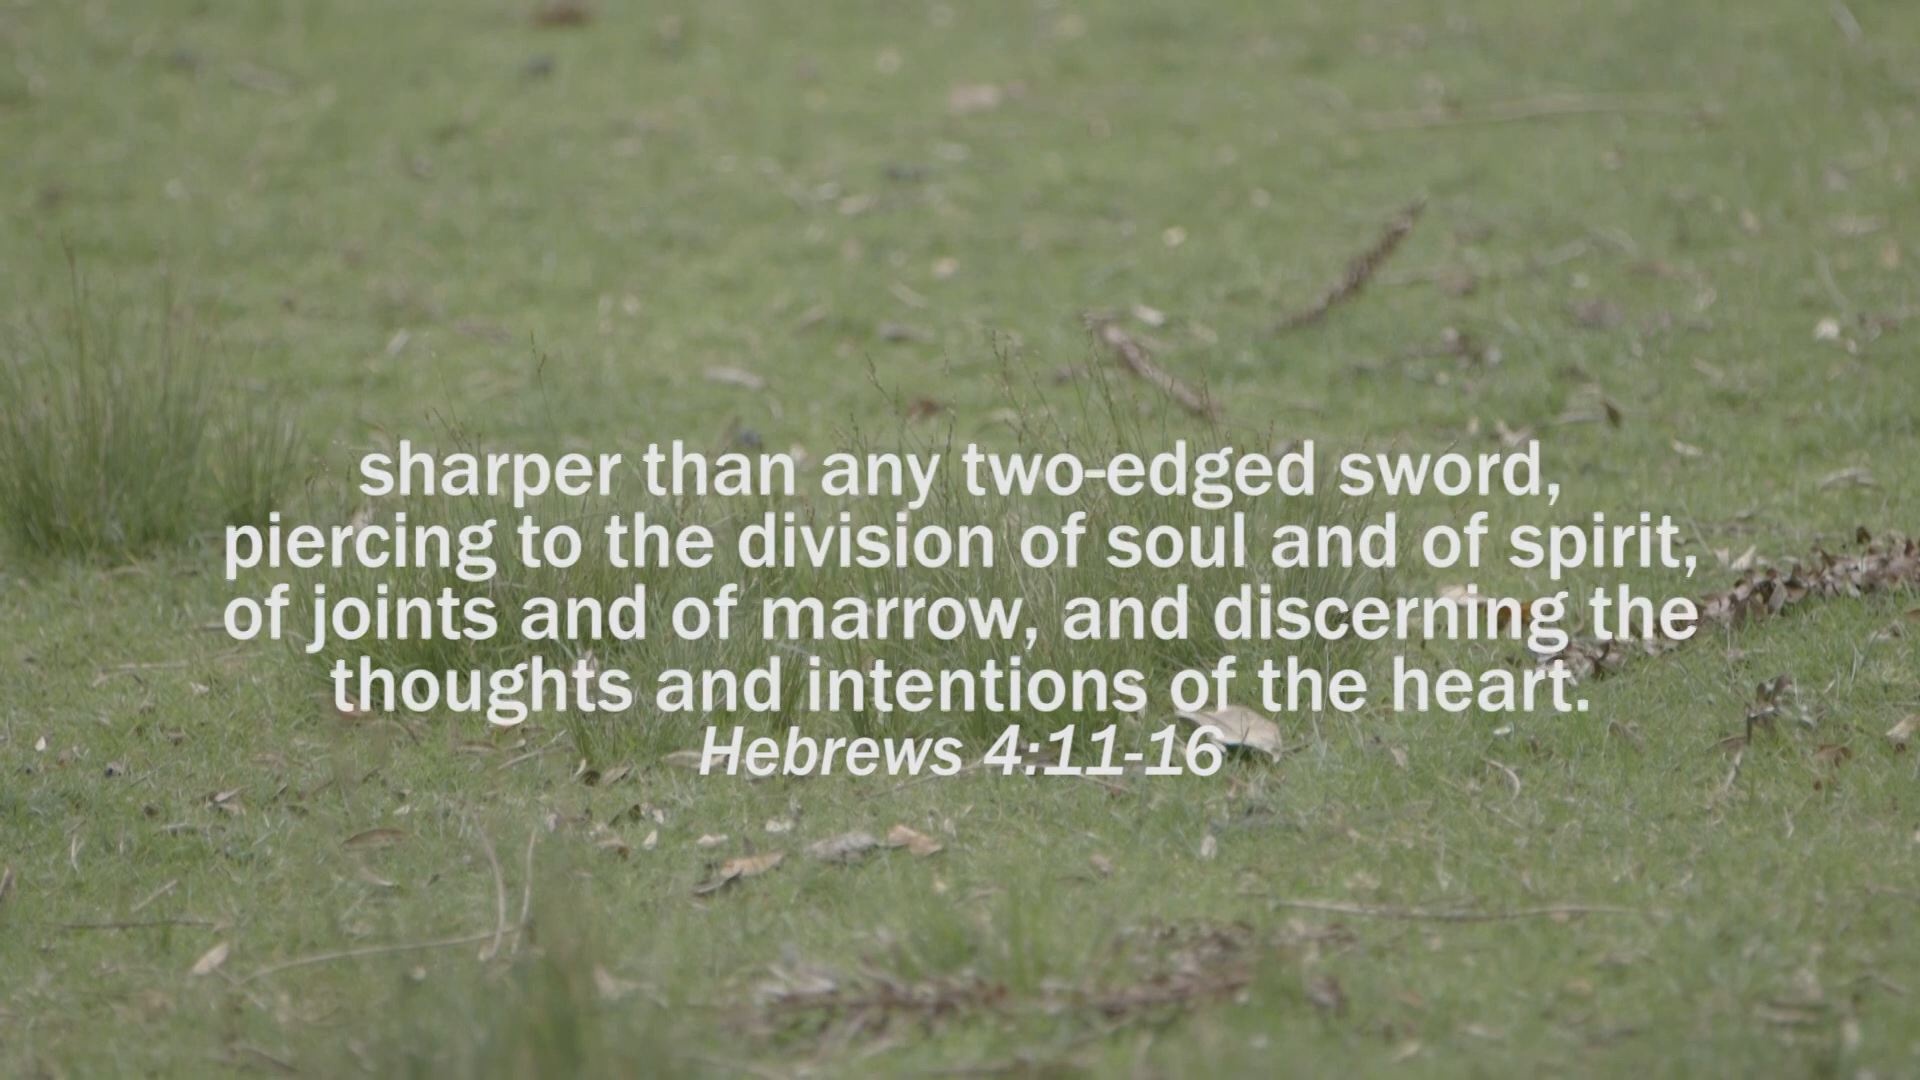 sharper than any two-edged sword,
piercing to the division of soul and of spirit,
of joints and of marrow, and discerning the
thoughts and intentions of the heart.
Hebrews 4:11-16